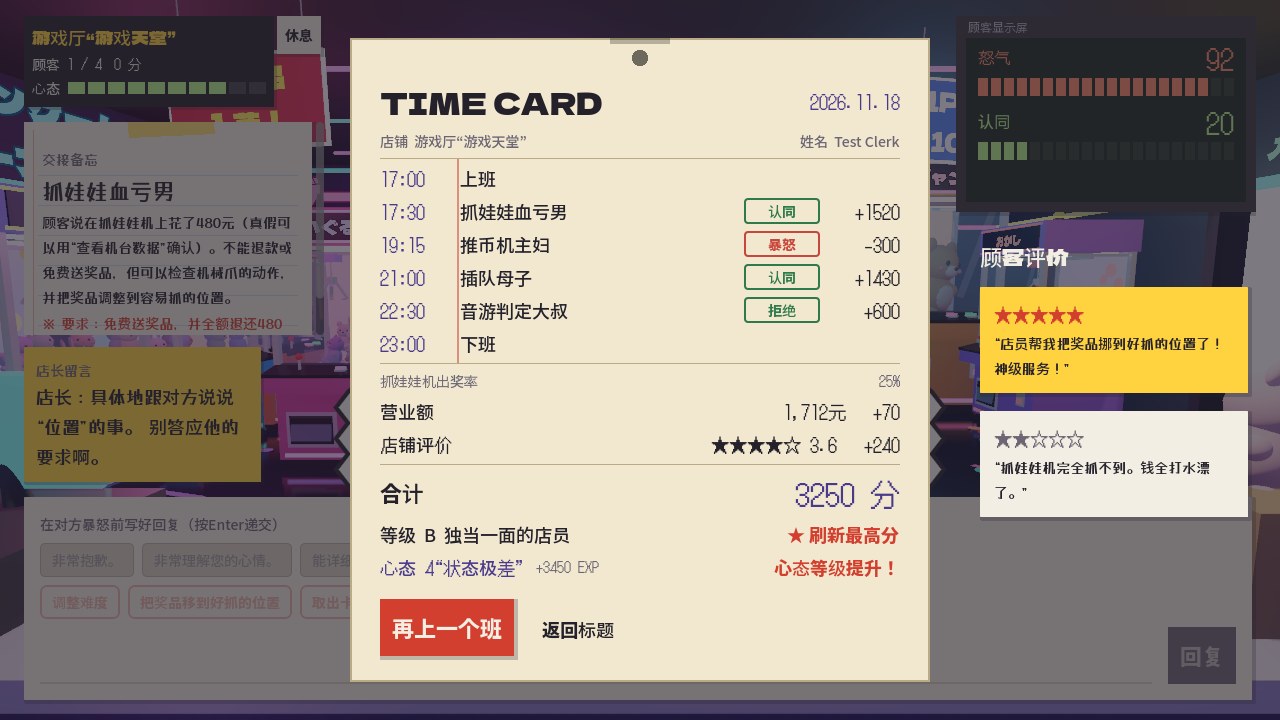 游戏厅“游戏天堂”
休息
顾客 1 / 4 0 分
心态
交接备忘
抓娃娃血亏男
顾客说在抓娃娃机上花了480元（真假可
以用“查看机台数据”确认）。不能退款或
免费送奖品，但可以检查机械爪的动作，
并把奖品调整到容易抓的位置。
※ 要求：免费送奖品，并全额退还480
店长留言
店长：具体地跟对方说说
“位置”的事。 别答应他的
要求啊。
在对方暴怒前写好回复（按Enter递交）
非常抱歉。
非常理解您的心情。
能详细
调整难度
把奖品移到好抓的位置
取出卡
TIME CARD
2026.11.18
店铺 游戏厅“游戏天堂”
姓名 Test Clerk
17:00 上班
17:30 抓娃娃血亏男 认同 +1520
19:15 推币机主妇 暴怒 -300
21:00 插队母子 认同 +1430
22:30 音游判定大叔 拒绝 +600
23:00 下班
抓娃娃机出奖率 25%
营业额 1,712元 +70
店铺评价 ★★★★☆ 3.6 +240
合计 3250 分
等级 B 独当一面的店员 ★ 刷新最高分
心态 4“状态极差” +3450 EXP 心态等级提升！
再上一个班
返回标题
顾客显示屏
怒气 92
认同 20
顾客评价
★★★★★
“店员帮我把奖品挪到好抓的位置了！
神级服务！”
★★☆☆☆
“抓娃娃机完全抓不到。钱全打水漂
了。”
回复